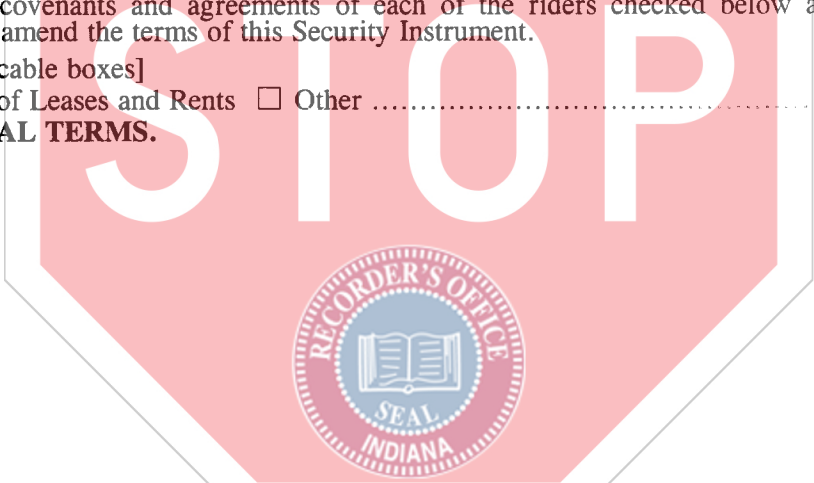 covenants and agreements of each of the riders checked below a
amend the terms of this Security Instrument.
cable boxes]
of Leases and Rents ☐ Other ..........................................................
AL TERMS.
STOP
RECORDER'S OFFICE
SEAL
INDIANA